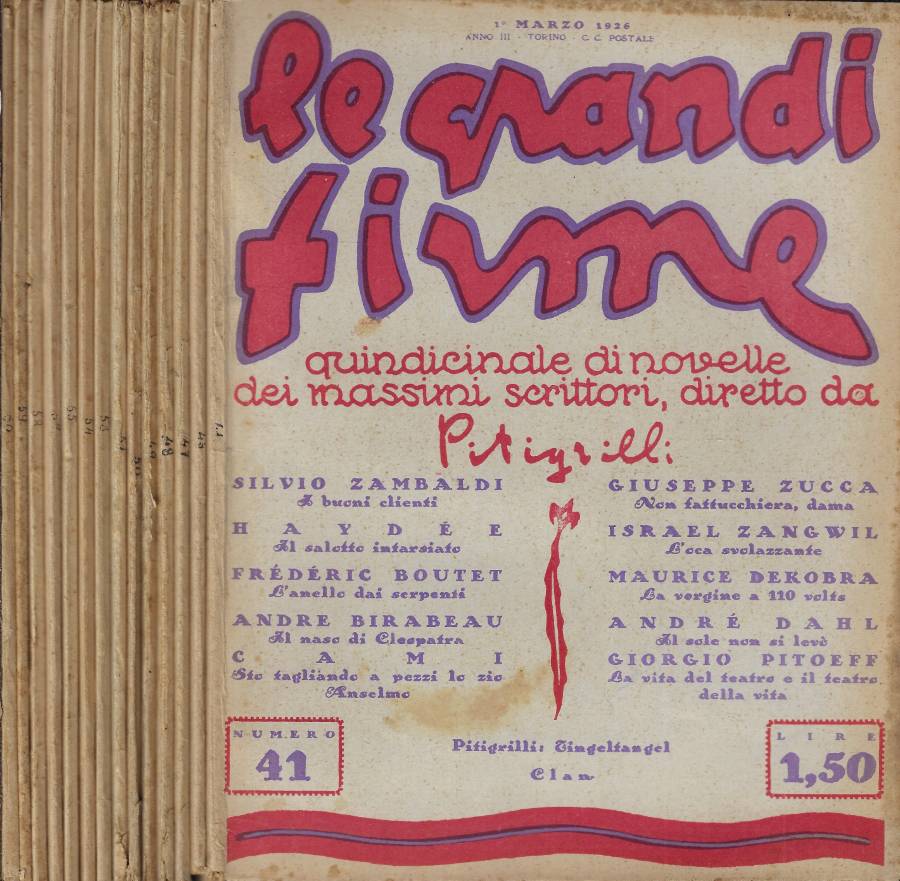 1º MARZO 1926
ANNO III - TORINO - C. C. POSTALE
le grandi
firme
quindicinale di novelle
dei massimi scrittori, diretto da
Pitigrilli
SILVIO ZAMBALDI
I buoni clienti
HAYDÉE
Il salotto intarsiato
FRÉDÉRIC BOUTET
L'anello dai serpenti
ANDRE BIRABEAU
Il naso di Cleopatra
CAMI
Sto tagliando a pezzi lo zio
Anselmo
GIUSEPPE ZUCCA
Non fattucchiera, dama
ISRAEL ZANGWIL
L'oca svolazzante
MAURICE DEKOBRA
La vergine a 110 volts
ANDRÉ DAHL
Il sole non si levò
GIORGIO PITOEFF
La vita del teatro e il teatro
della vita
NUMERO
41
Pitigrilli: Tingeltangel
Clan
LIRE
1,50